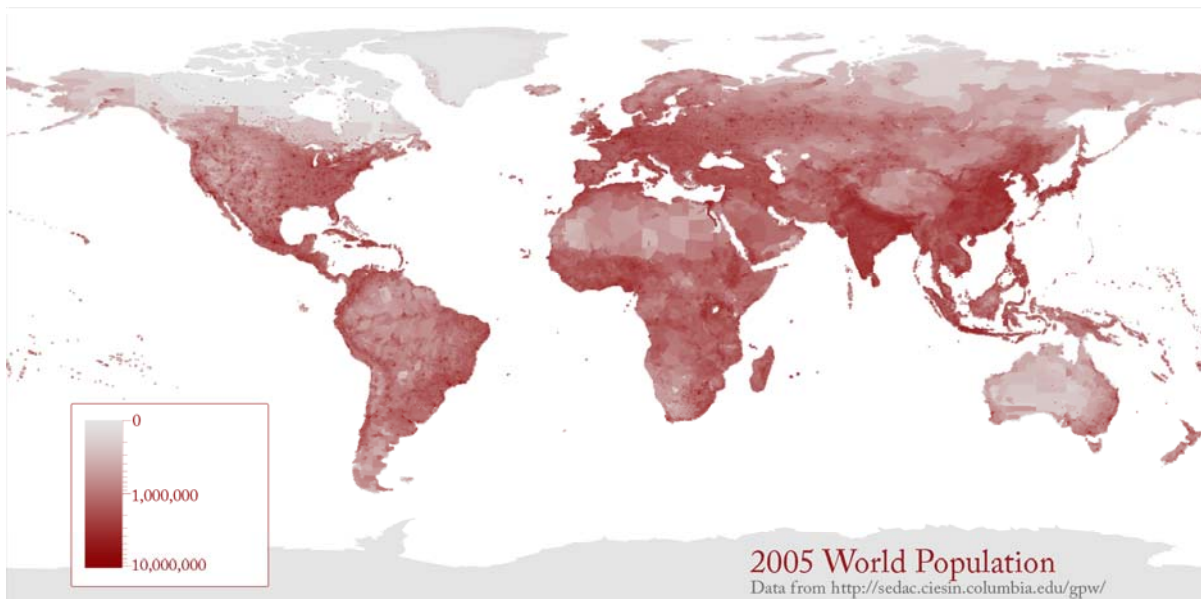 0
1,000,000
10,000,000
2005 World Population
Data from http://sedac.ciesin.columbia.edu/gpw/